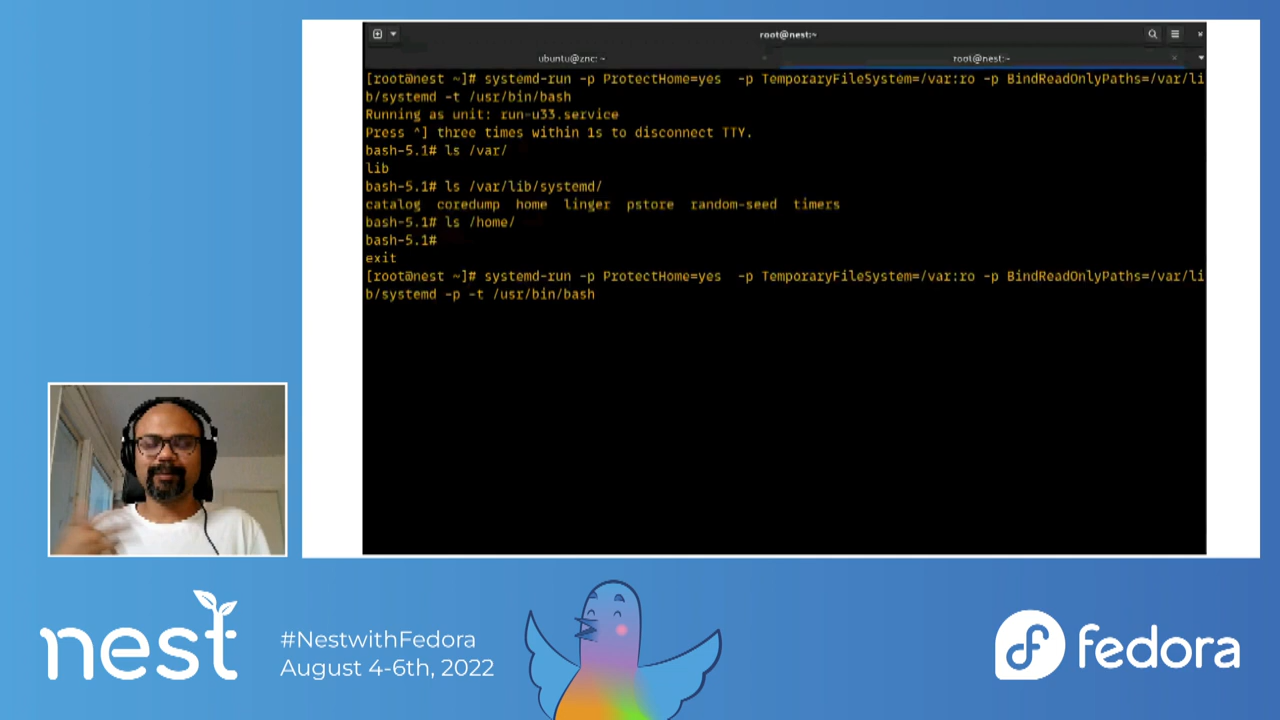 root@nest:~
ubuntu@znc: ~
root@nest:~
[root@nest ~]# systemd-run -p ProtectHome=yes  -p TemporaryFileSystem=/var:ro -p BindReadOnlyPaths=/var/li
b/systemd -t /usr/bin/bash
Running as unit: run-u33.service
Press ^] three times within 1s to disconnect TTY.
bash-5.1# ls /var/
lib
bash-5.1# ls /var/lib/systemd/
catalog  coredump  home  linger  pstore  random-seed  timers
bash-5.1# ls /home/
bash-5.1#
exit
[root@nest ~]# systemd-run -p ProtectHome=yes  -p TemporaryFileSystem=/var:ro -p BindReadOnlyPaths=/var/li
b/systemd -p -t /usr/bin/bash
nest
#NestwithFedora
August 4-6th, 2022
fedora